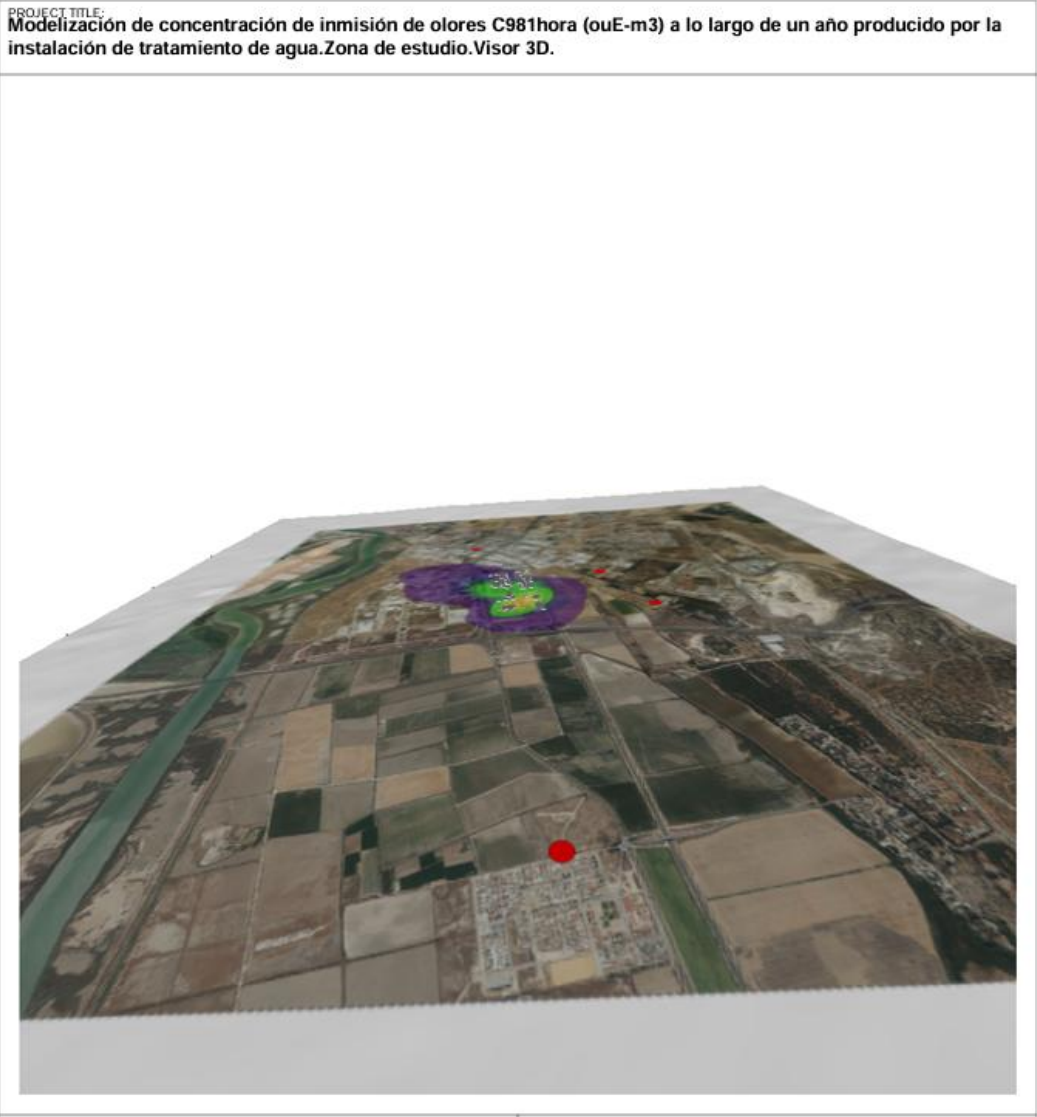 PROJECT TITLE:
Modelización de concentración de inmisión de olores C981hora (ouE-m3) a lo largo de un año producido por la
instalación de tratamiento de agua.Zona de estudio.Visor 3D.